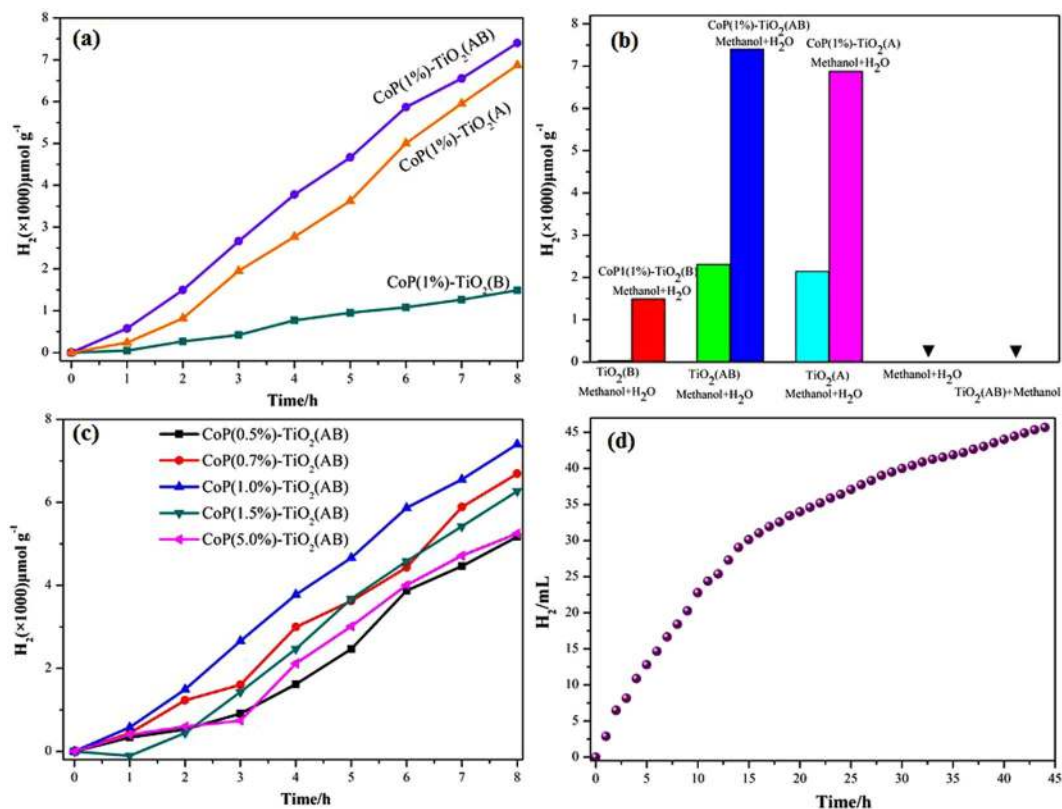 (a)
CoP(1%)-TiO₂(AB)
CoP(1%)-TiO₂(A)
CoP(1%)-TiO₂(B)
H₂(×1000)μmol g⁻¹
8
7
6
5
4
3
2
1
0
0 1 2 3 4 5 6 7 8
Time/h
(b)
CoP(1%)-TiO₂(AB)
Methanol+H₂O
CoP(1%)-TiO₂(A)
Methanol+H₂O
CoP1(1%)-TiO₂(B)
Methanol+H₂O
H₂(×1000)μmol g⁻¹
8
7
6
5
4
3
2
1
0
TiO₂(B)
Methanol+H₂O
TiO₂(AB)
Methanol+H₂O
TiO₂(A)
Methanol+H₂O
Methanol+H₂O
TiO₂(AB)+Methanol
(c)
CoP(0.5%)-TiO₂(AB)
CoP(0.7%)-TiO₂(AB)
CoP(1.0%)-TiO₂(AB)
CoP(1.5%)-TiO₂(AB)
CoP(5.0%)-TiO₂(AB)
H₂(×1000)μmol g⁻¹
8
6
4
2
0
0 1 2 3 4 5 6 7 8
Time/h
(d)
H₂/mL
45
40
35
30
25
20
15
10
5
0
0 5 10 15 20 25 30 35 40 45
Time/h